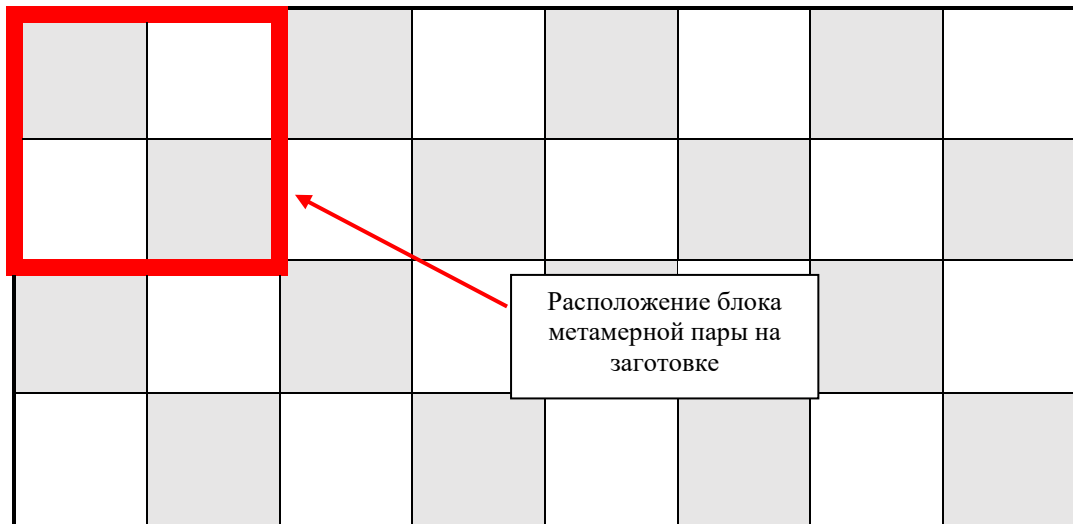 Расположение блока
метамерной пары на
заготовке